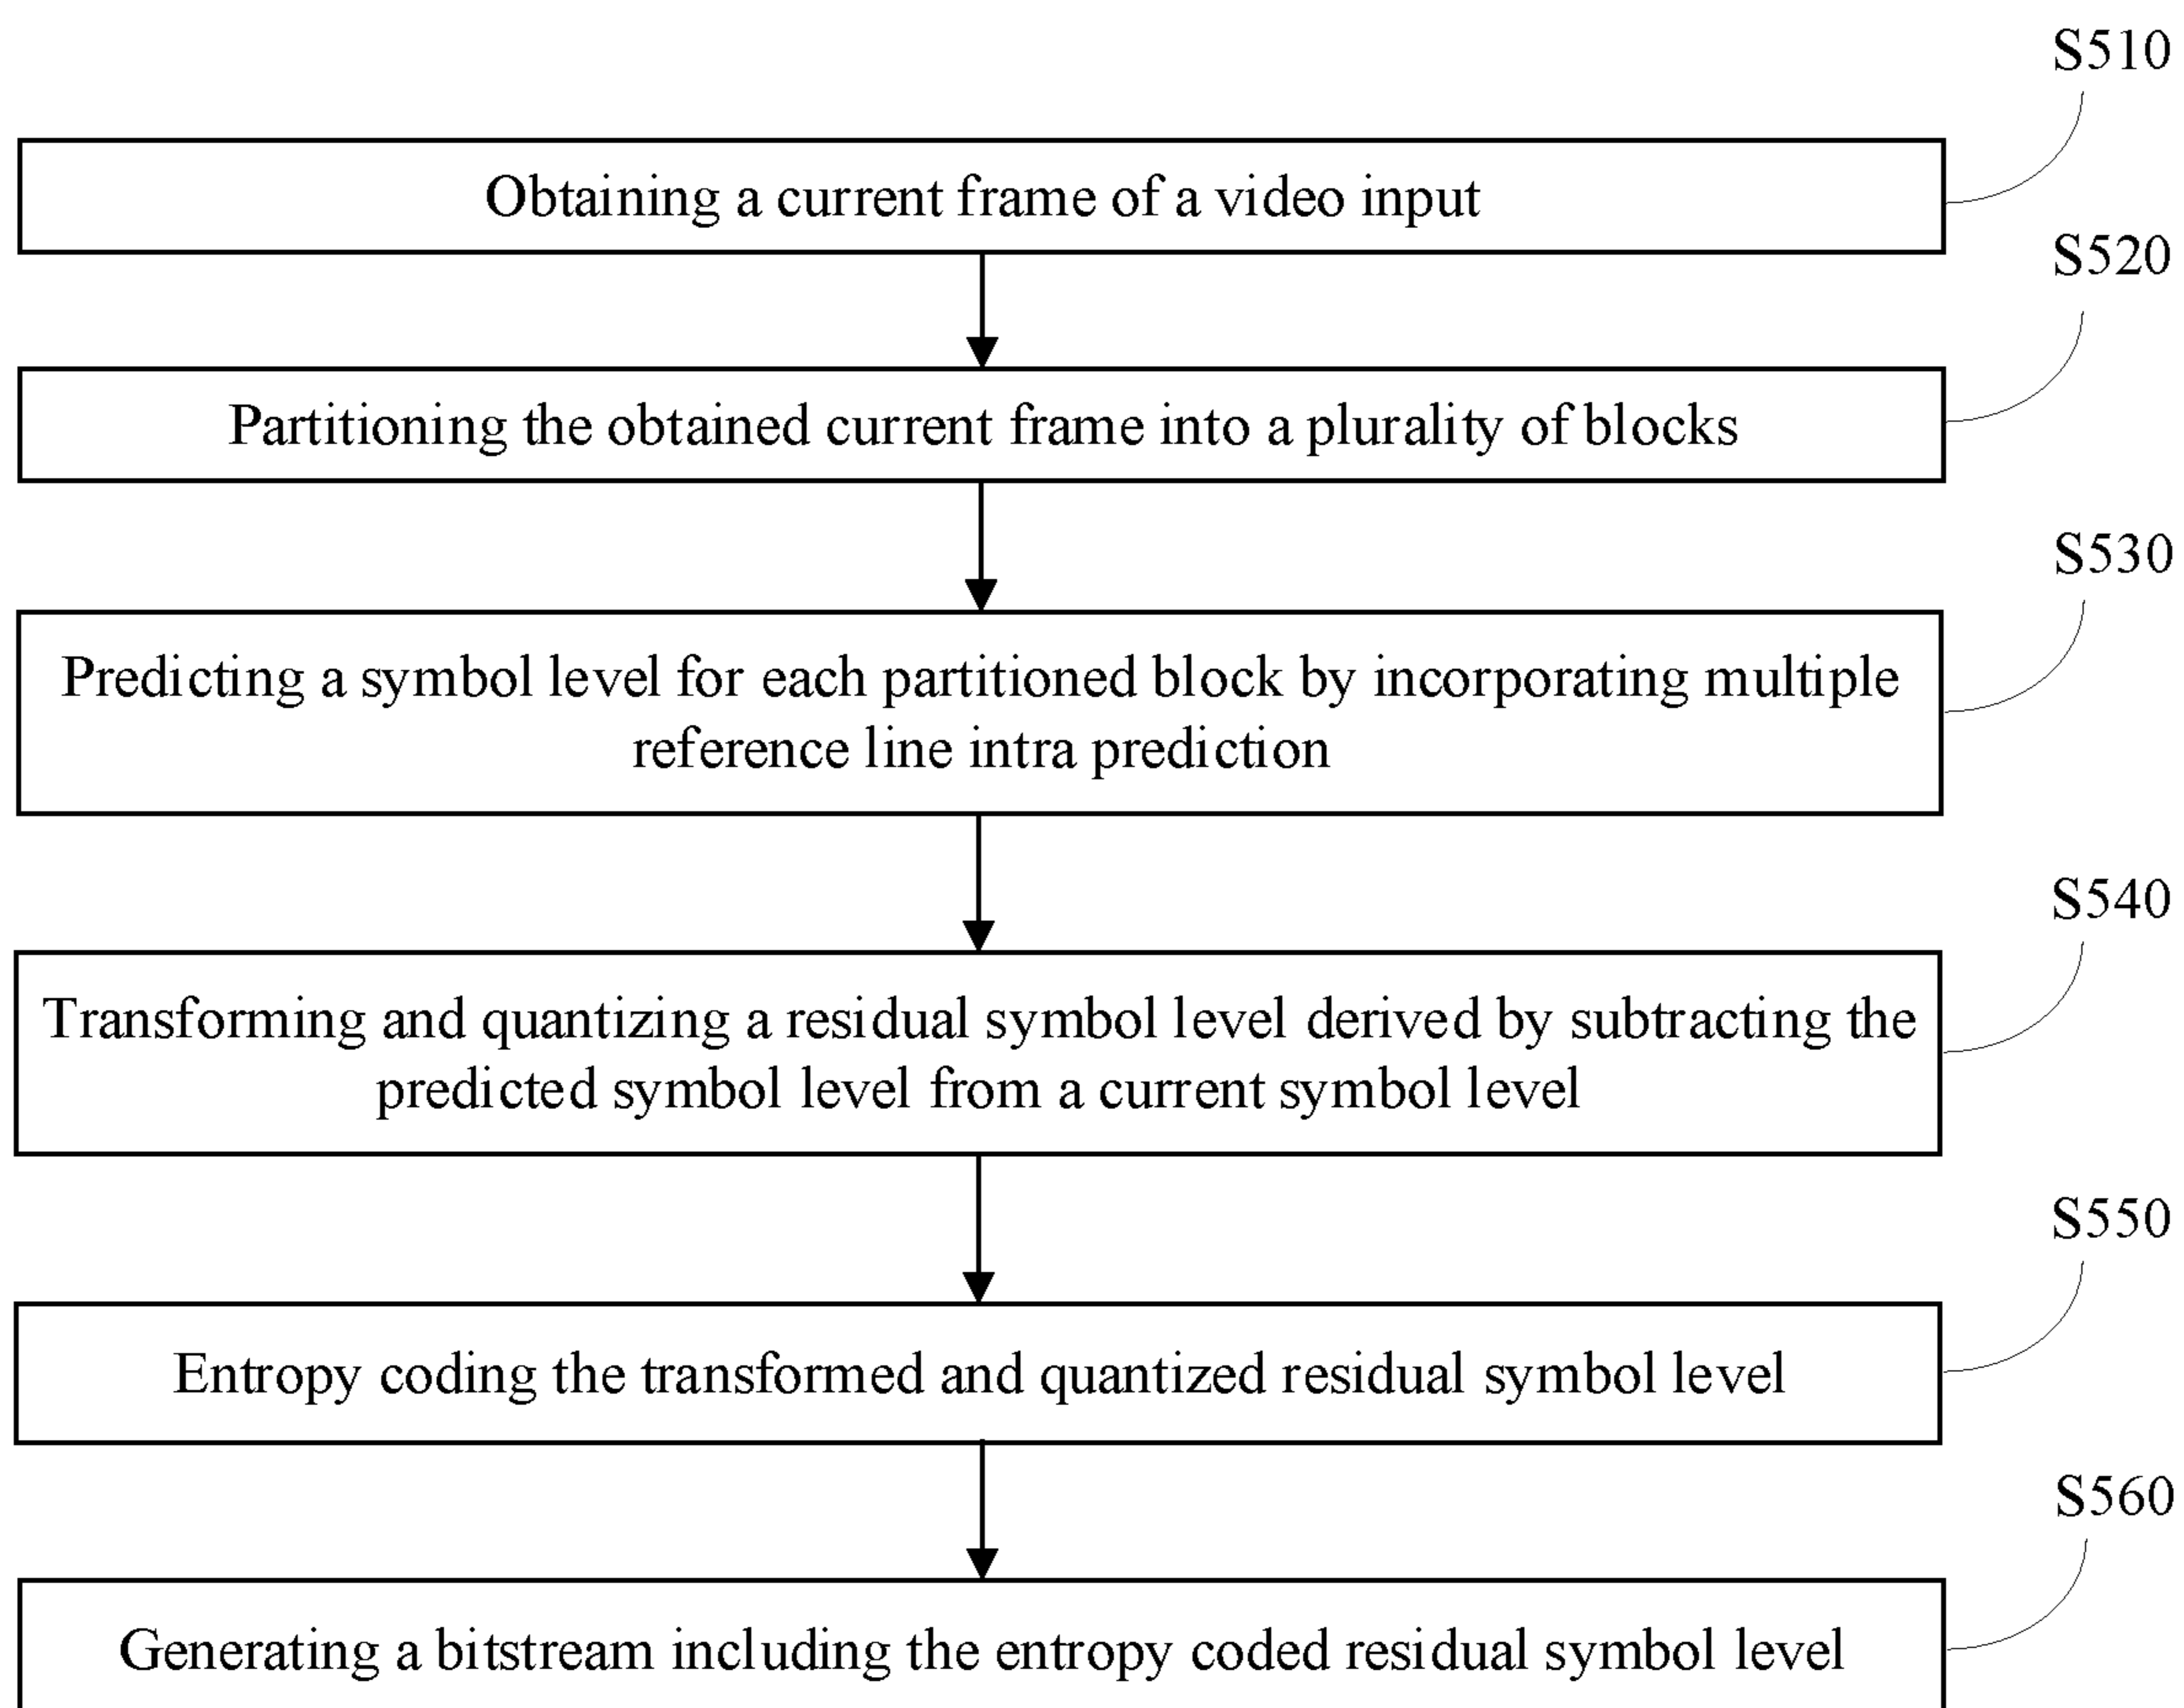 S510
Obtaining a current frame of a video input
S520
Partitioning the obtained current frame into a plurality of blocks
S530
Predicting a symbol level for each partitioned block by incorporating multiple
reference line intra prediction
S540
Transforming and quantizing a residual symbol level derived by subtracting the
predicted symbol level from a current symbol level
S550
Entropy coding the transformed and quantized residual symbol level
S560
Generating a bitstream including the entropy coded residual symbol level